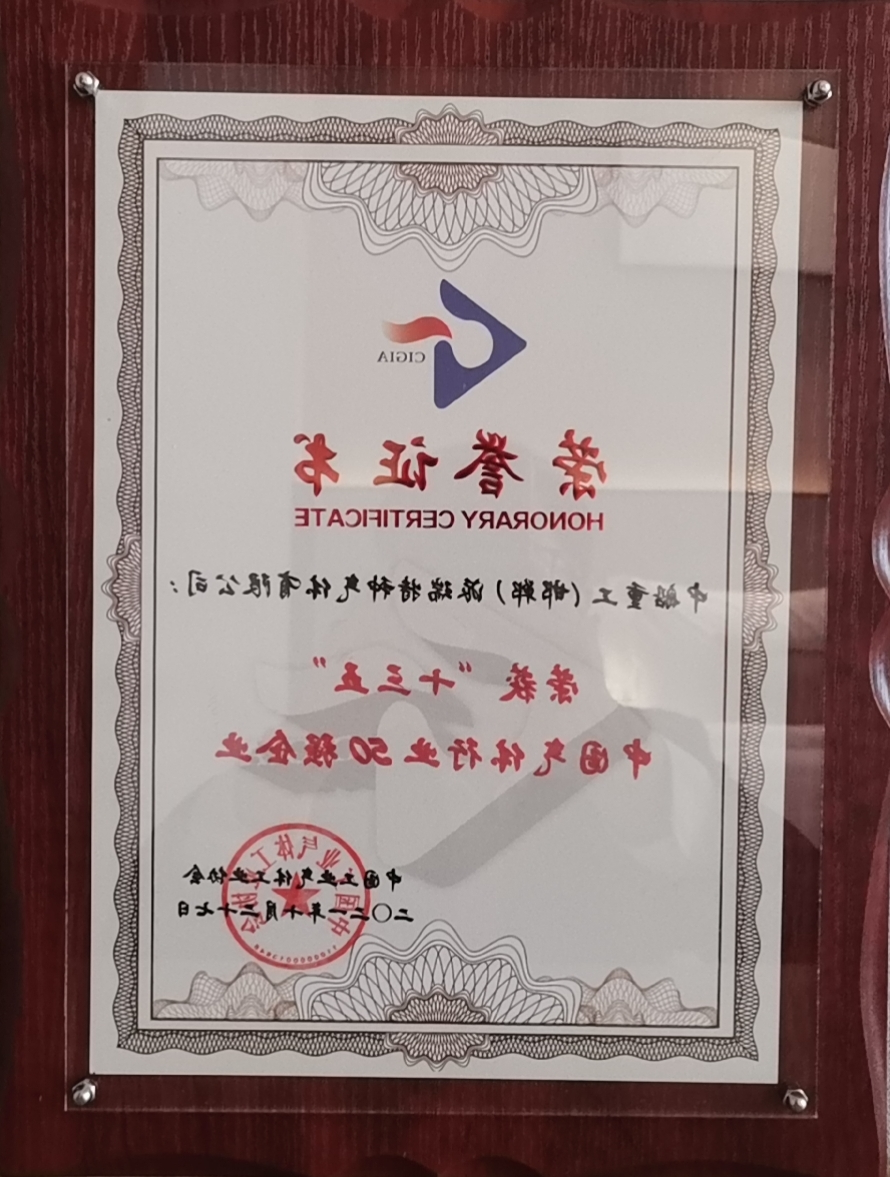 CIGIA
荣誉证书
HONORARY CERTIFICATE
中船重工（邯郸）派瑞特种气体有限公司：
荣获“十三五”
中国气体行业50强企业
中国工业气体工业协会
二〇二一年十月二十七日